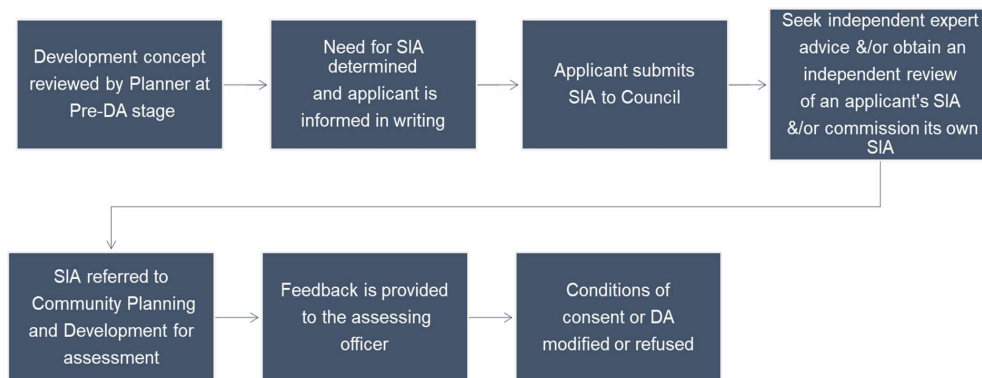 Development concept
reviewed by Planner at
Pre-DA stage
Need for SIA
determined
and applicant is
informed in writing
Applicant submits
SIA to Council
Seek independent expert
advice &/or obtain an
independent review
of an applicant's SIA
&/or commission its own
SIA
SIA referred to
Community Planning
and Development for
assessment
Feedback is provided
to the assessing
officer
Conditions of
consent or DA
modified or refused